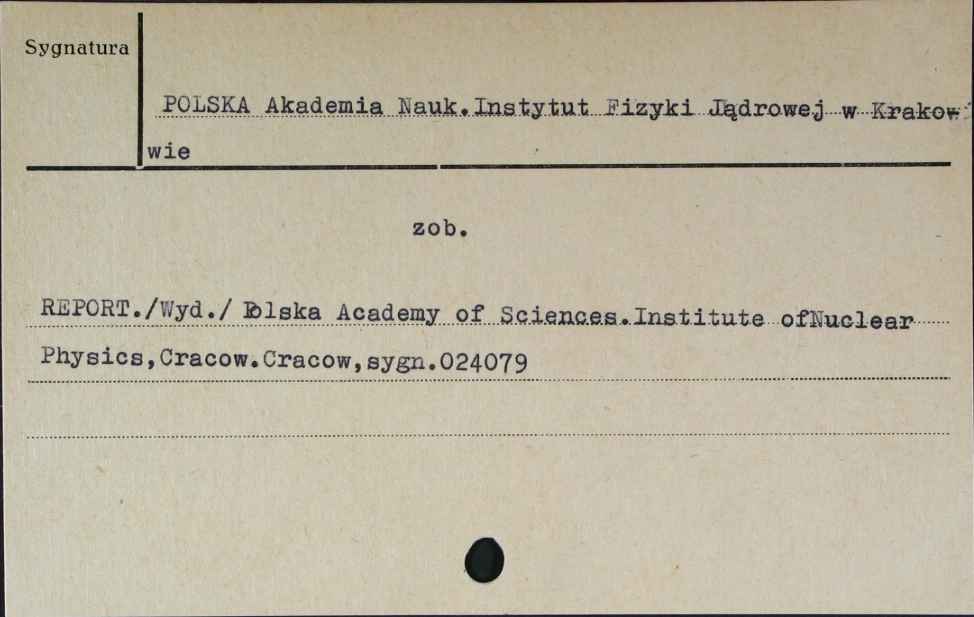 Sygnatura
POLSKA Akademia Nauk.Instytut Fizyki Jądrowej w Krakow-
wie
zob.
REPORT./Wyd./ Polska Academy of Sciences.Institute ofNuclear
Physics,Cracow.Cracow,sygn.024079